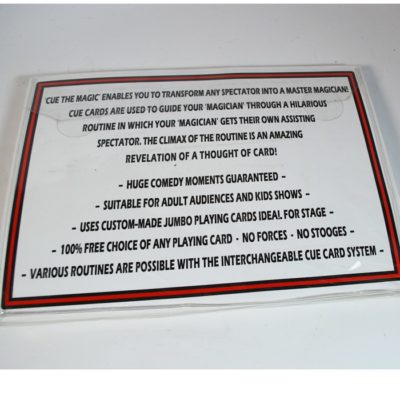 'CUE THE MAGIC' ENABLES YOU TO TRANSFORM ANY SPECTATOR INTO A MASTER MAGICIAN!
CUE CARDS ARE USED TO GUIDE YOUR 'MAGICIAN' THROUGH A HILARIOUS
ROUTINE IN WHICH YOUR 'MAGICIAN' GETS THEIR OWN ASSISTING
SPECTATOR. THE CLIMAX OF THE ROUTINE IS AN AMAZING
REVELATION OF A THOUGHT OF CARD!
- HUGE COMEDY MOMENTS GUARANTEED -
- SUITABLE FOR ADULT AUDIENCES AND KIDS SHOWS -
- USES CUSTOM-MADE JUMBO PLAYING CARDS IDEAL FOR STAGE -
- 100% FREE CHOICE OF ANY PLAYING CARD - NO FORCES - NO STOOGES -
- VARIOUS ROUTINES ARE POSSIBLE WITH THE INTERCHANGEABLE CUE CARD SYSTEM -